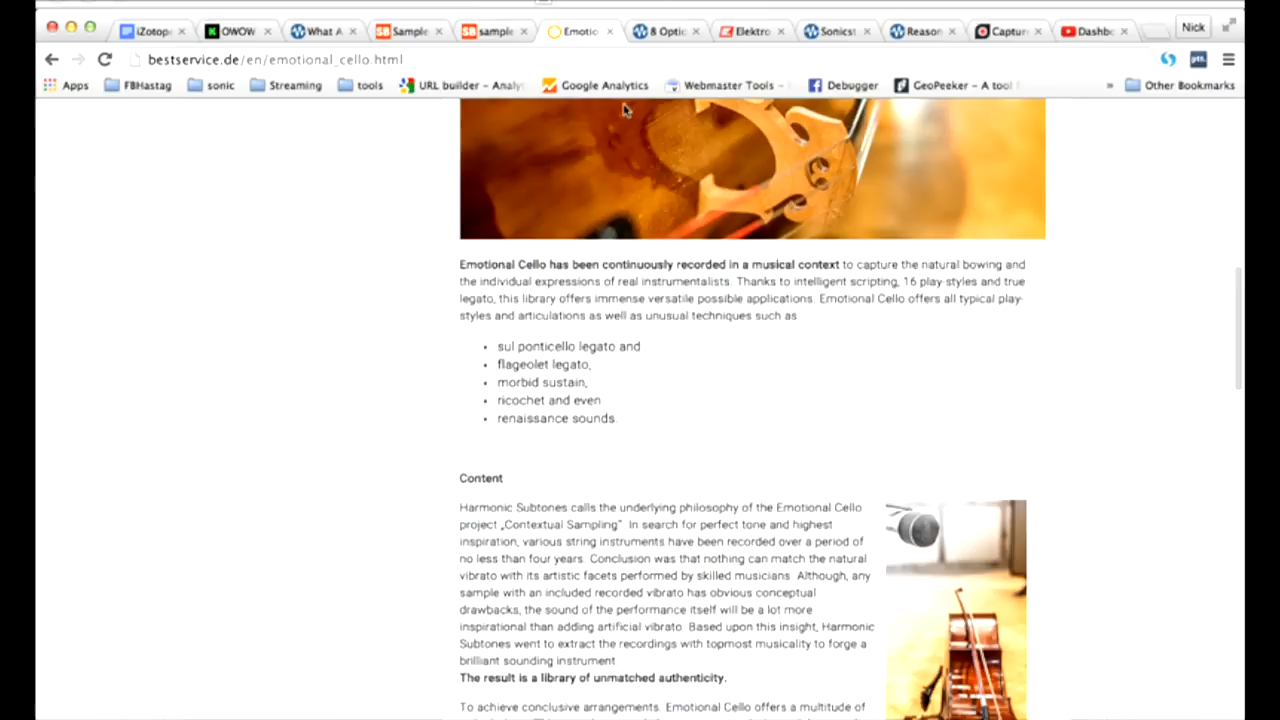 iZotop
OWOW
What A
Sample
sample
Emotio
8 Optic
Elektro
Sonicst
Reason
Captur
Dashbo
Nick
bestservice.de/en/emotional_cello.html
Apps
FBHastag
sonic
Streaming
tools
URL builder – Analy
Google Analytics
Webmaster Tools –
Debugger
GeoPeeker – A tool f
»
Other Bookmarks
Emotional Cello has been continuously recorded in a musical context to capture the natural bowing and
the individual expressions of real instrumentalists. Thanks to intelligent scripting, 16 play-styles and true
legato, this library offers immense versatile possible applications. Emotional Cello offers all typical play-
styles and articulations as well as unusual techniques such as
• sul ponticello legato and
• flageolet legato,
• morbid sustain,
• ricochet and even
• renaissance sounds.
Content
Harmonic Subtones calls the underlying philosophy of the Emotional Cello
project „Contextual Sampling“ In search for perfect tone and highest
inspiration, various string instruments have been recorded over a period of
no less than four years. Conclusion was that nothing can match the natural
vibrato with its artistic facets performed by skilled musicians. Although, any
sample with an included recorded vibrato has obvious conceptual
drawbacks, the sound of the performance itself will be a lot more
inspirational than adding artificial vibrato. Based upon this insight, Harmonic
Subtones went to extract the recordings with topmost musicality to forge a
brilliant sounding instrument
The result is a library of unmatched authenticity.
To achieve conclusive arrangements. Emotional Cello offers a multitude of